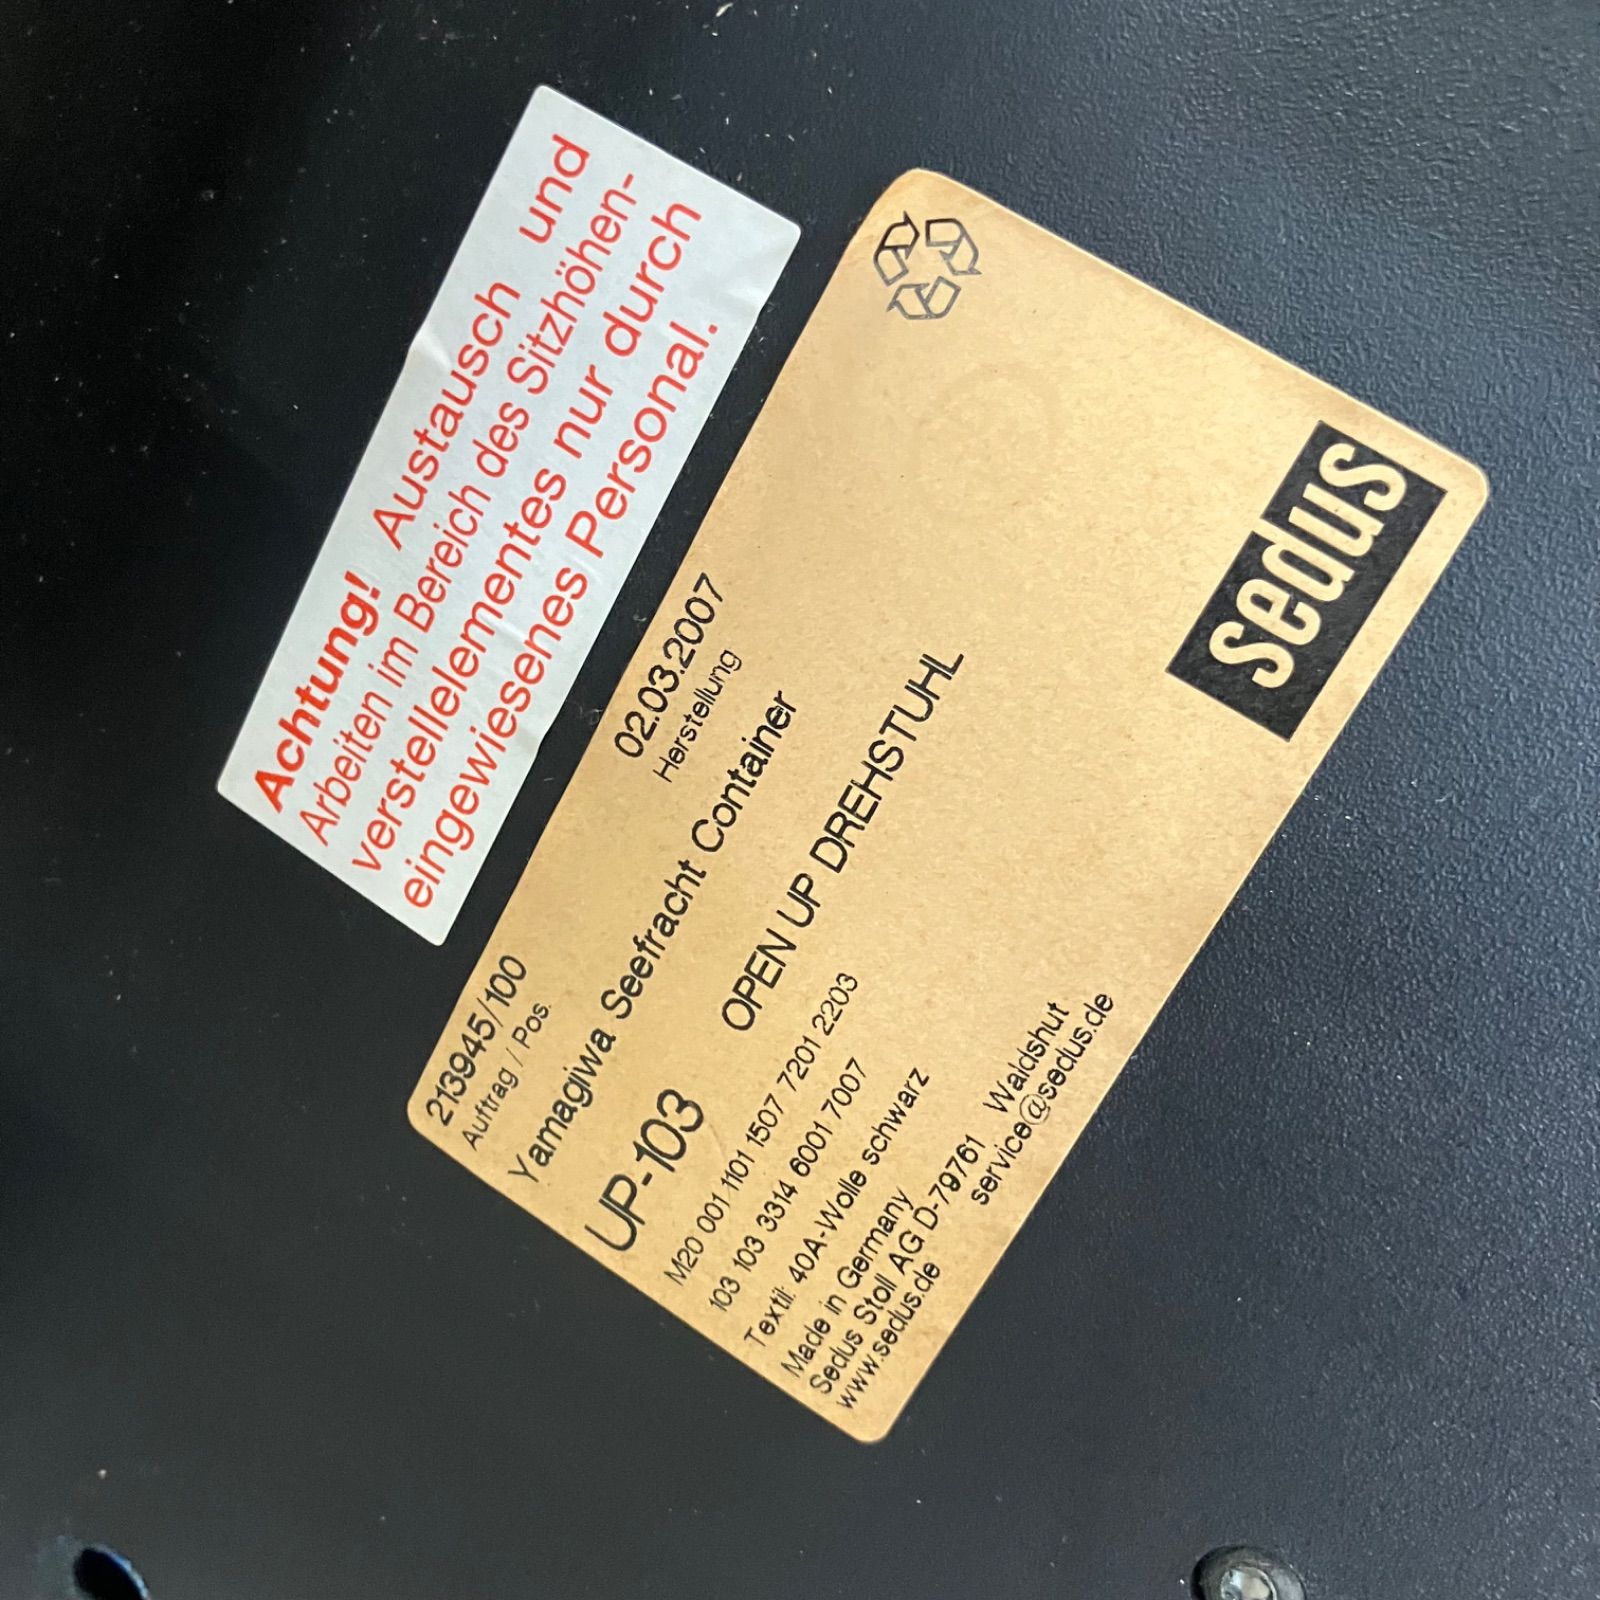 Achtung! Austausch und
Arbeiten im Bereich des Sitzhöhen-
verstellelementes nur durch
eingewiesenes Personal.
213945/100 02.03.2007
Auftrag / Pos. Herstellung
Yamagiwa Seefracht Container
UP-103 OPEN UP DREHSTUHL
M20 001 1101 1507 7201 2203
103 103 3314 6001 7007
Textil: 40A-Wolle schwarz
Made in Germany
Sedus Stoll AG D-79761 Waldshut
www.sedus.de service@sedus.de
sedus